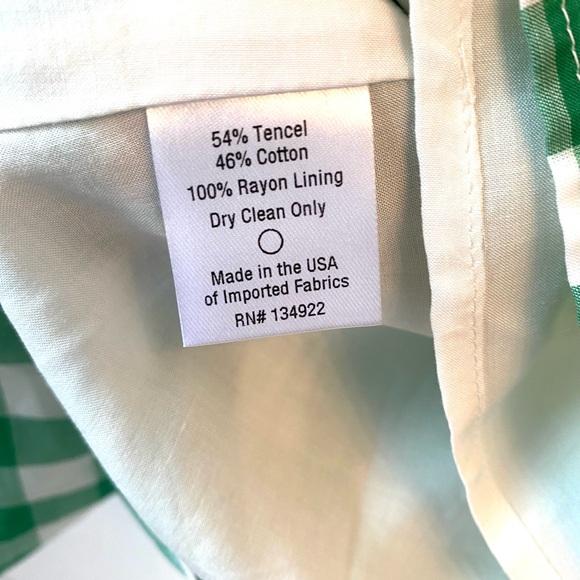 54% Tencel
46% Cotton
100% Rayon Lining
Dry Clean Only
Made in the USA
of Imported Fabrics
RN# 134922